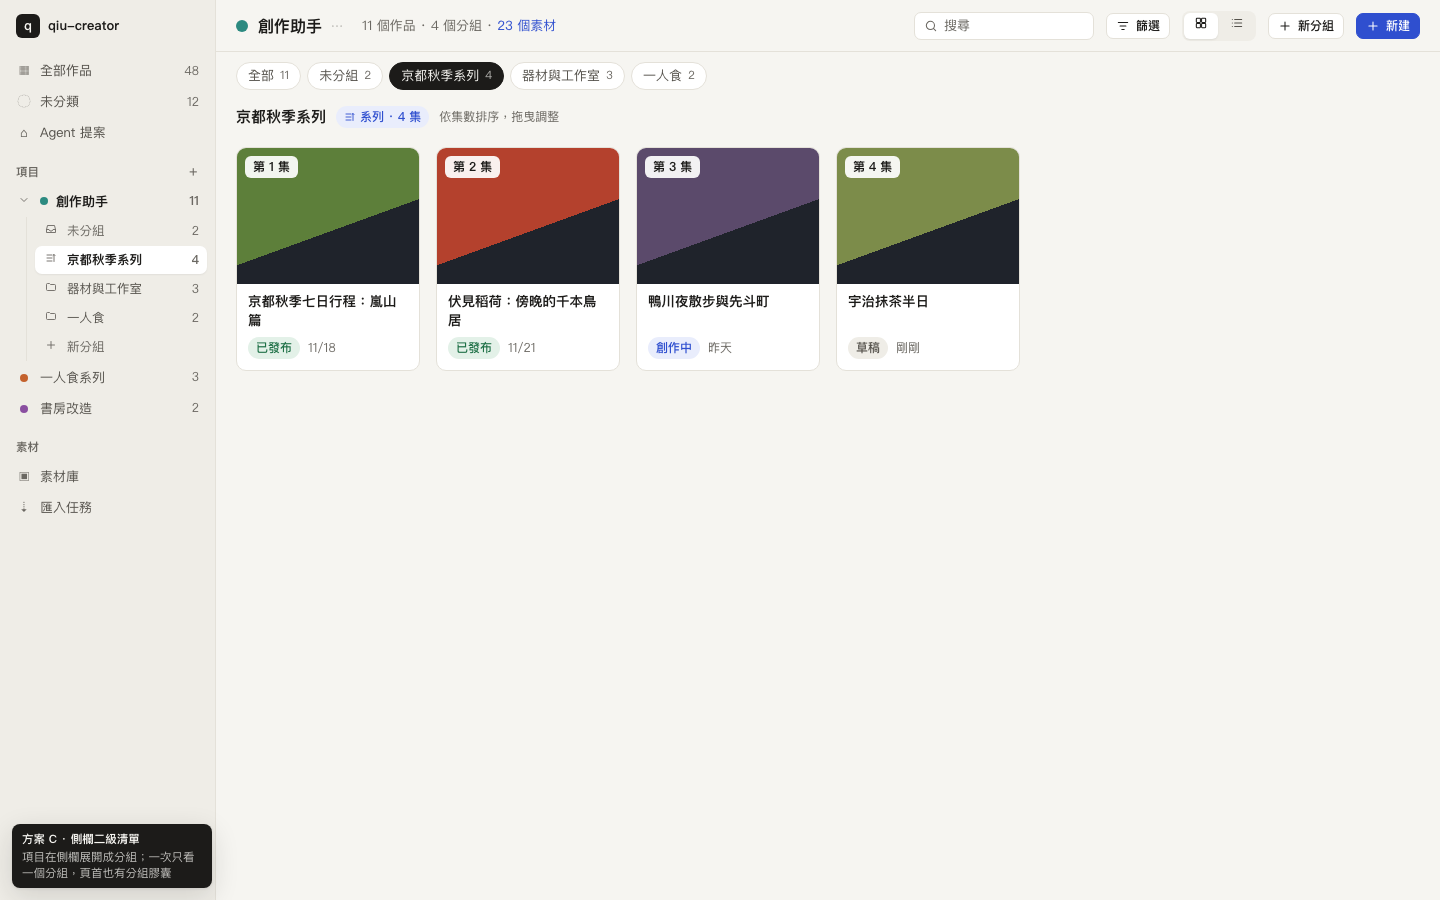 q qiu-creator
全部作品 48
未分類 12
Agent 提案
項目 +
創作助手 11
未分組 2
京都秋季系列 4
器材與工作室 3
一人食 2
+ 新分組
一人食系列 3
書房改造 2
素材
素材庫
匯入任務
方案 C · 側欄二級清單
項目在側欄展開成分組；一次只看
一個分組，頁首也有分組膠囊
創作助手 ··· 11 個作品 · 4 個分組 · 23 個素材
搜尋
篩選
+ 新分組
+ 新建
全部 11 未分組 2 京都秋季系列 4 器材與工作室 3 一人食 2
京都秋季系列 系列 · 4 集 依集數排序，拖曳調整
第 1 集
京都秋季七日行程：嵐山
篇
已發布 11/18
第 2 集
伏見稻荷：傍晚的千本鳥
居
已發布 11/21
第 3 集
鴨川夜散步與先斗町
創作中 昨天
第 4 集
宇治抹茶半日
草稿 剛剛